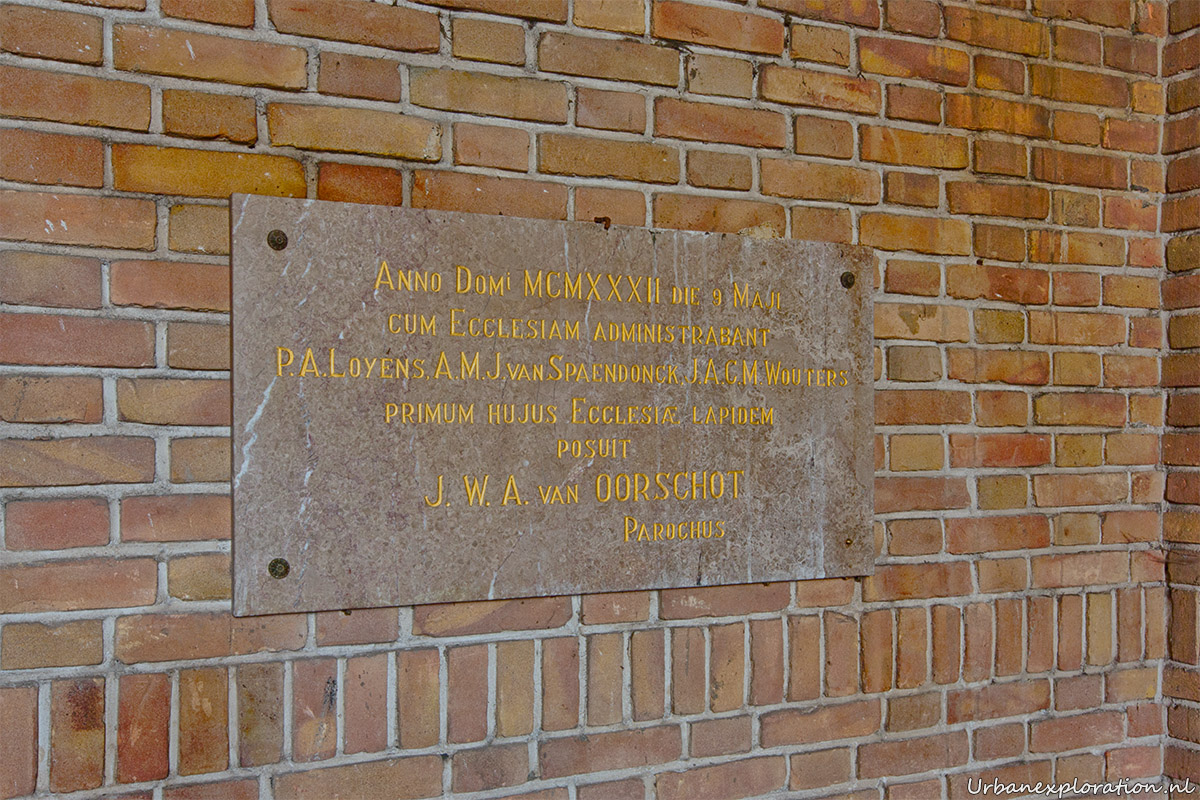 Anno Domi MCMXXXII die 9 Maji
cum Ecclesiam administrabant
P.A.Loyens, A.M.J. van Spaendonck, J.A.C.M. Wouters
primum hujus Ecclesiæ lapidem
posuit
J. W. A. van OORSCHOT
Parochus
Urbanexploration.nl